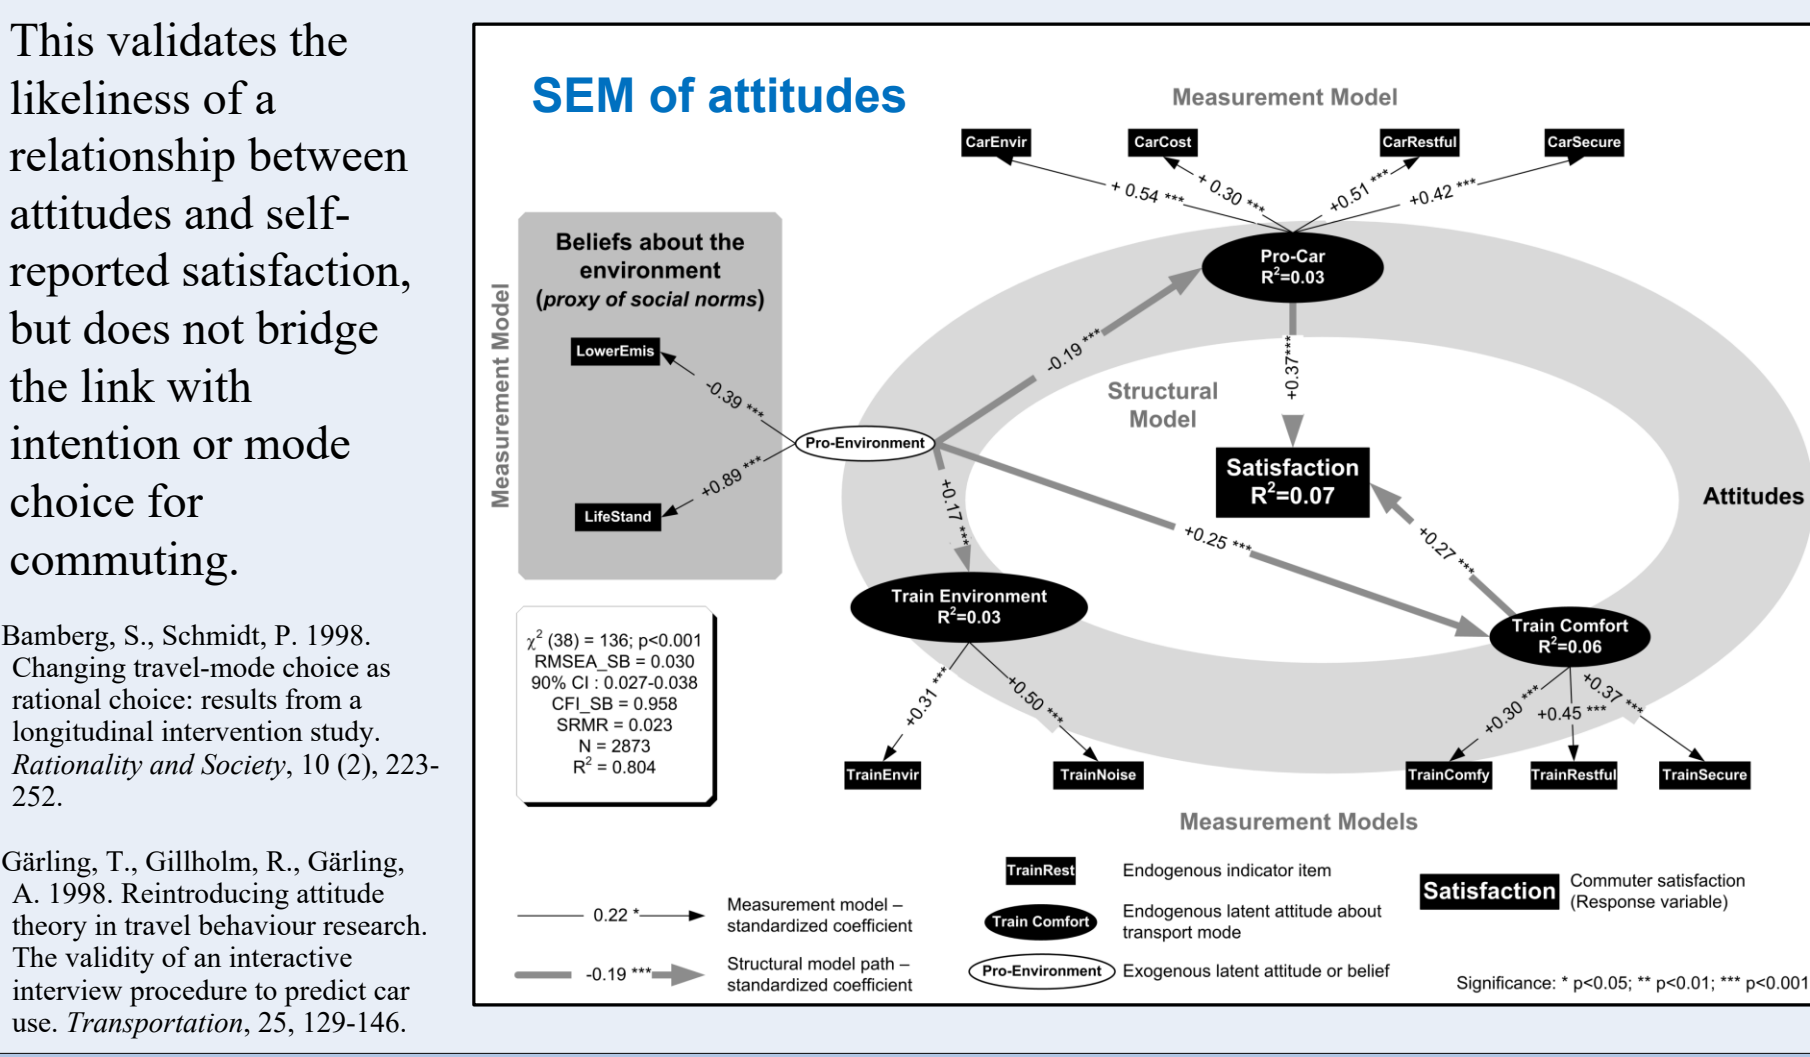 This validates the
likeliness of a
relationship between
attitudes and self-
reported satisfaction,
but does not bridge
the link with
intention or mode
choice for
commuting.
Bamberg, S., Schmidt, P. 1998.
Changing travel-mode choice as
rational choice: results from a
longitudinal intervention study.
Rationality and Society, 10 (2), 223-
252.
Gärling, T., Gillholm, R., Gärling,
A. 1998. Reintroducing attitude
theory in travel behaviour research.
The validity of an interactive
interview procedure to predict car
use. Transportation, 25, 129-146.
SEM of attitudes
Measurement Model
CarEnvir
CarCost
CarRestful
CarSecure
+ 0.54 ***
+ 0.30 ***
+0.51 ***
+0.42 ***
Pro-Car
R²=0.03
Measurement Model
Beliefs about the
environment
(proxy of social norms)
LowerEmis
-0.39 ***
+0.89 ***
LifeStand
Pro-Environment
-0.19 ***
+0.37***
Structural
Model
Satisfaction
R²=0.07
Attitudes
+0.17 ***
+0.25 ***
+0.27 ***
Train Environment
R²=0.03
Train Comfort
R²=0.06
+0.31 ***
+0.50 ***
+0.30 ***
+0.45 ***
+0.37 ***
TrainEnvir
TrainNoise
TrainComfy
TrainRestful
TrainSecure
χ² (38) = 136; p<0.001
RMSEA_SB = 0.030
90% CI : 0.027-0.038
CFI_SB = 0.958
SRMR = 0.023
N = 2873
R² = 0.804
Measurement Models
0.22 *
Measurement model –
standardized coefficient
-0.19 ***
Structural model path –
standardized coefficient
TrainRest
Endogenous indicator item
Train Comfort
Endogenous latent attitude about
transport mode
Pro-Environment
Exogenous latent attitude or belief
Satisfaction
Commuter satisfaction
(Response variable)
Significance: * p<0.05; ** p<0.01; *** p<0.001